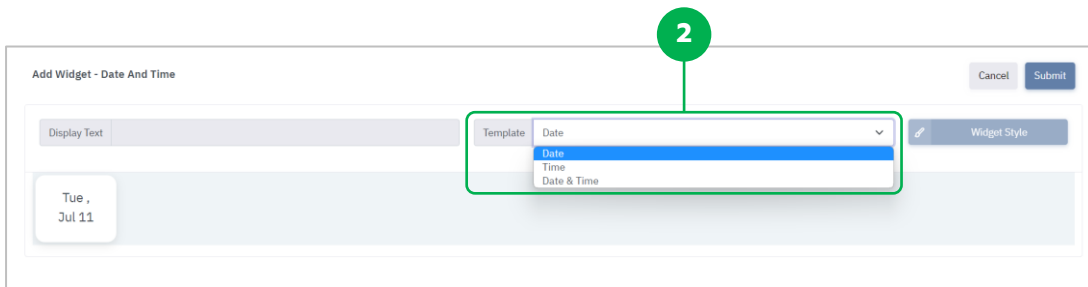 2
Add Widget - Date And Time
Cancel
Submit
Display Text
Template
Date
Widget Style
Date
Time
Date & Time
Tue ,
Jul 11